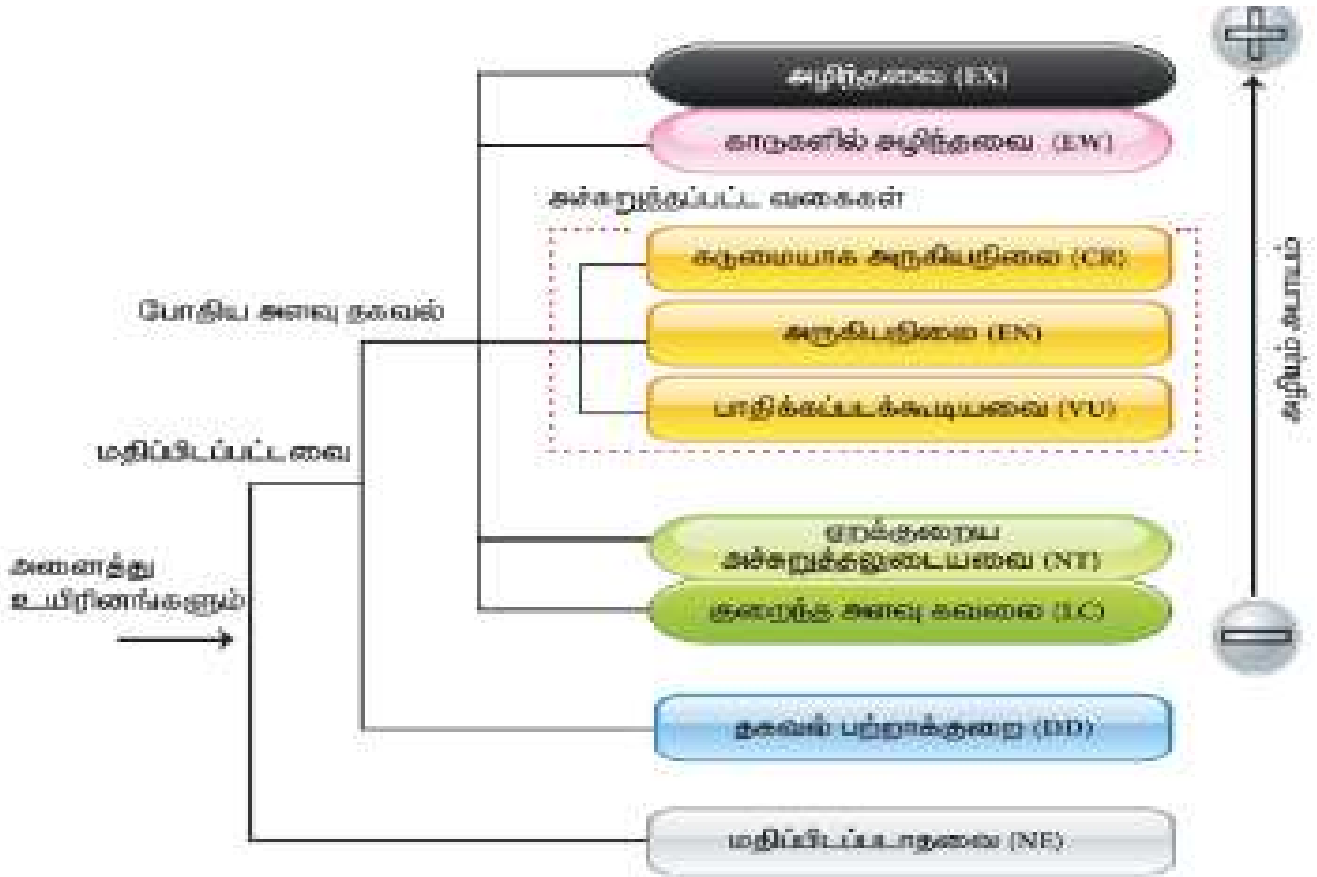 அழிந்தவை (EX)
காடுகளில் அழிந்தவை (EW)
அச்சுறுத்தப்பட்ட வகைகள்
கடுமையாக அருகியநிலை (CR)
போதிய அளவு தகவல்
அருகியநிலை (EN)
பாதிக்கப்படக்கூடியவை (VU)
மதிப்பிடப்பட்டவை
ஏறக்குறைய
அச்சுறுத்தலுடையவை (NT)
அனைத்து
உயிரினங்களும்
குறைந்த அளவு கவலை (LC)
தகவல் பற்றாக்குறை (DD)
மதிப்பிடப்படாதவை (NE)
அழியும் அபாயம்